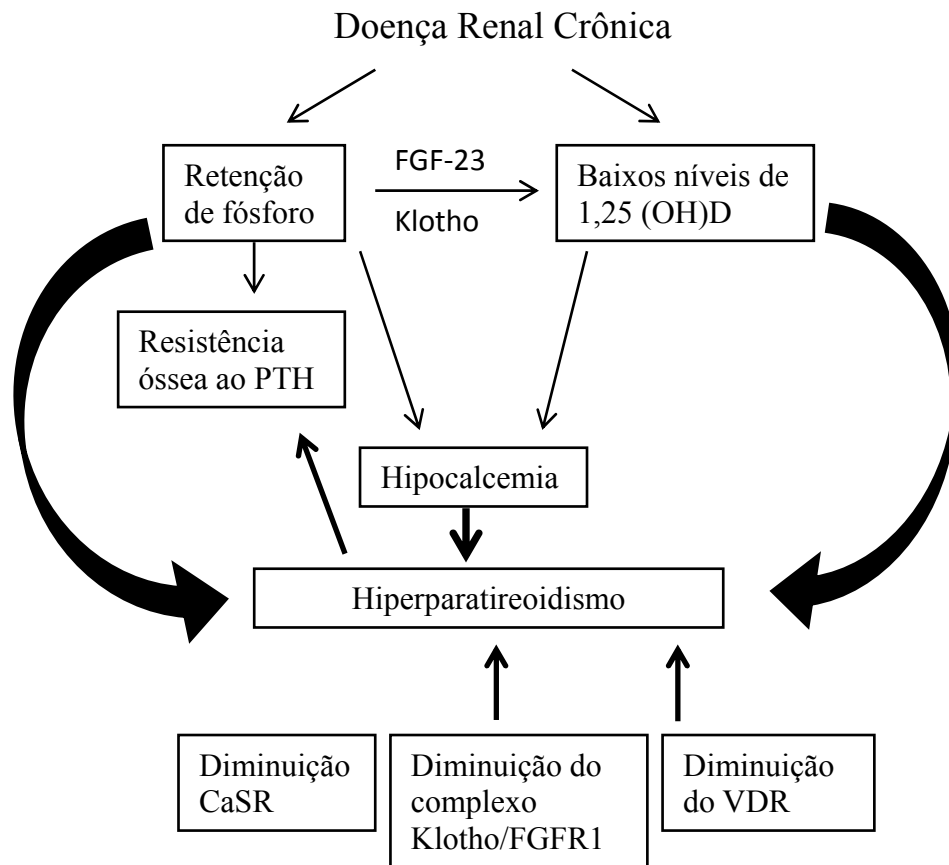 Doença Renal Crônica
Retenção
de fósforo
FGF-23
Klotho
Baixos níveis de
1,25 (OH)D
Resistência
óssea ao PTH
Hipocalcemia
Hiperparatireoidismo
Diminuição
CaSR
Diminuição do
complexo
Klotho/FGFR1
Diminuição
do VDR